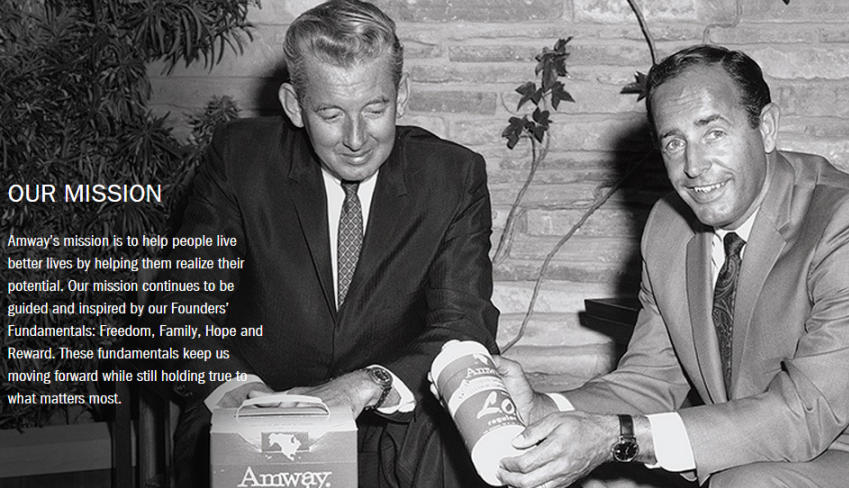 OUR MISSION
Amway's mission is to help people live
better lives by helping them realize their
potential. Our mission continues to be
guided and inspired by our Founders'
Fundamentals: Freedom, Family, Hope and
Reward. These fundamentals keep us
moving forward while still holding true to
what matters most.
Amway
Amway.